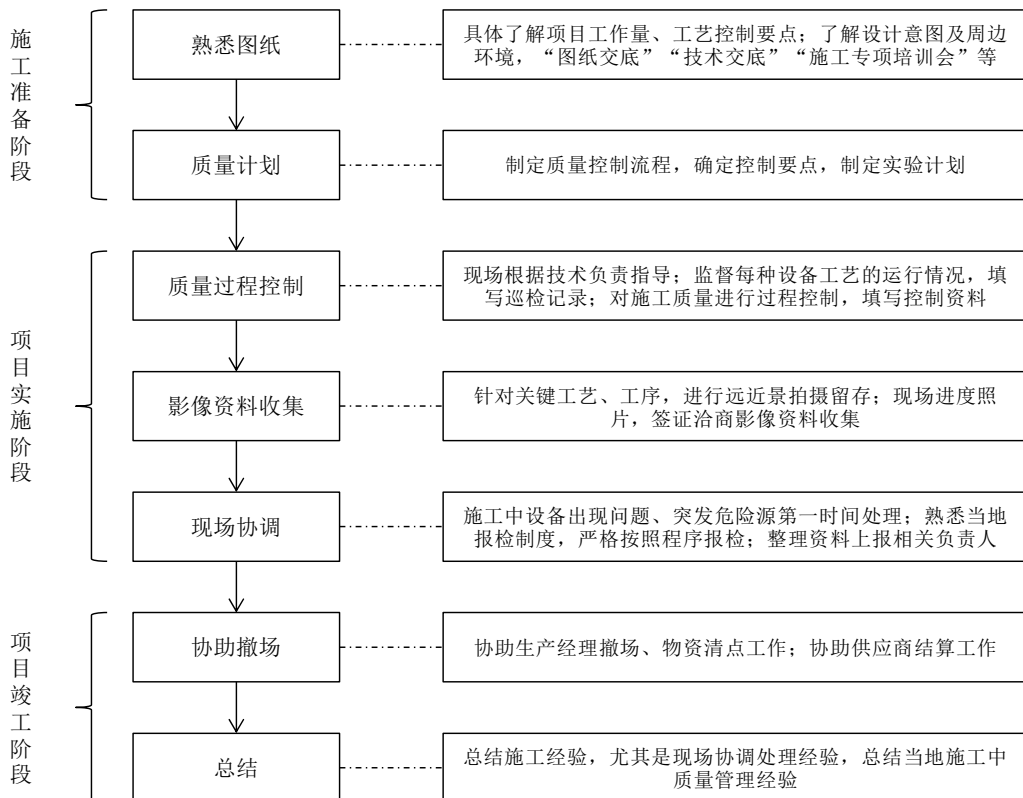 施工准备阶段
熟悉图纸
具体了解项目工作量、工艺控制要点；了解设计意图及周边
环境，“图纸交底”“技术交底”“施工专项培训会”等
质量计划
制定质量控制流程，确定控制要点，制定实验计划
项目实施阶段
质量过程控制
现场根据技术负责指导；监督每种设备工艺的运行情况，填
写巡检记录；对施工质量进行过程控制，填写控制资料
影像资料收集
针对关键工艺、工序，进行远近景拍摄留存；现场进度照
片，签证洽商影像资料收集
现场协调
施工中设备出现问题、突发危险源第一时间处理；熟悉当地
报检制度，严格按照程序报检；整理资料上报相关负责人
项目竣工阶段
协助撤场
协助生产经理撤场、物资清点工作；协助供应商结算工作
总结
总结施工经验，尤其是现场协调处理经验，总结当地施工中
质量管理经验